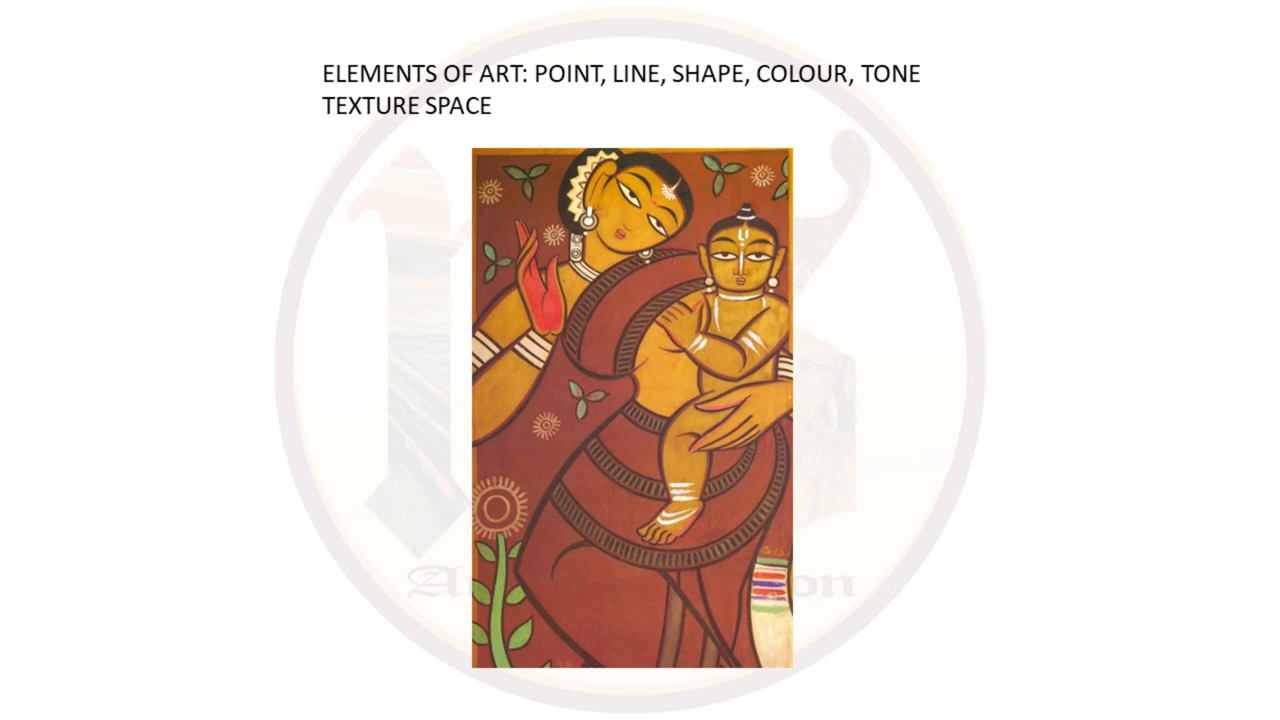 ELEMENTS OF ART: POINT, LINE, SHAPE, COLOUR, TONE
TEXTURE SPACE